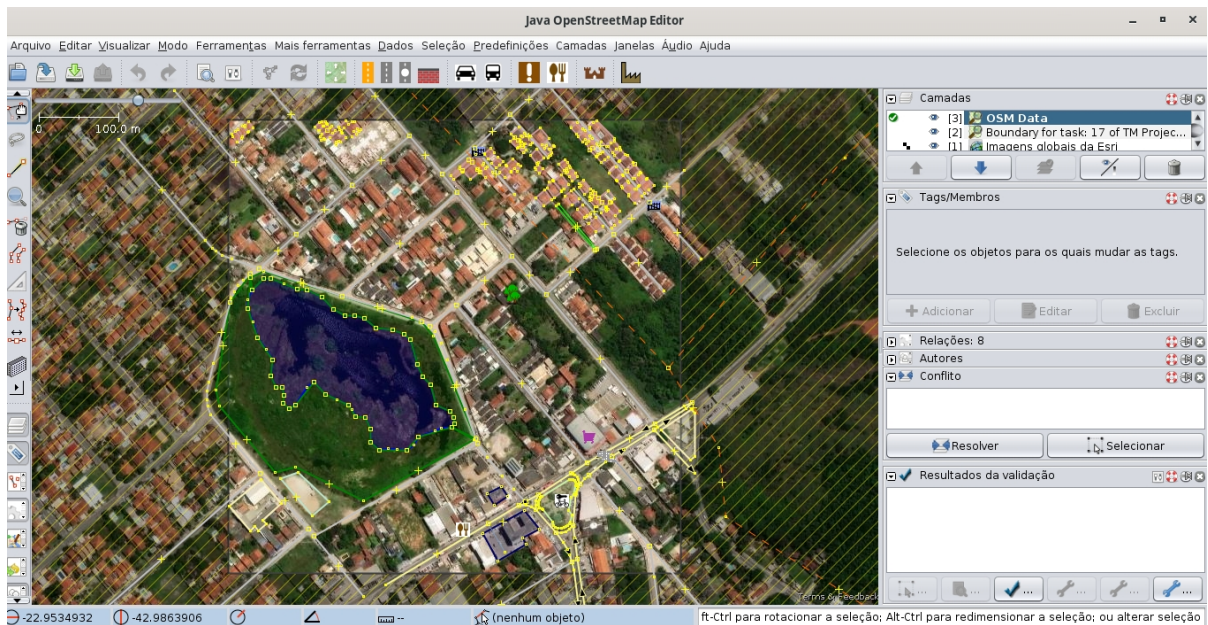 Java OpenStreetMap Editor
Arquivo Editar Visualizar Modo Ferramentas Mais ferramentas Dados Seleção Predefinições Camadas Janelas Áudio Ajuda
0 100.0 m
Camadas
[3] OSM Data
[2] Boundary for task: 17 of TM Projec...
[1] Imagens globais da Esri
Tags/Membros
Selecione os objetos para os quais mudar as tags.
Adicionar Editar Excluir
Relações: 8
Autores
Conflito
Resolver Selecionar
Resultados da validação
Terms & Feedback
-22.9534932 -42.9863906 -- (nenhum objeto) ft-Ctrl para rotacionar a seleção; Alt-Ctrl para redimensionar a seleção; ou alterar seleção